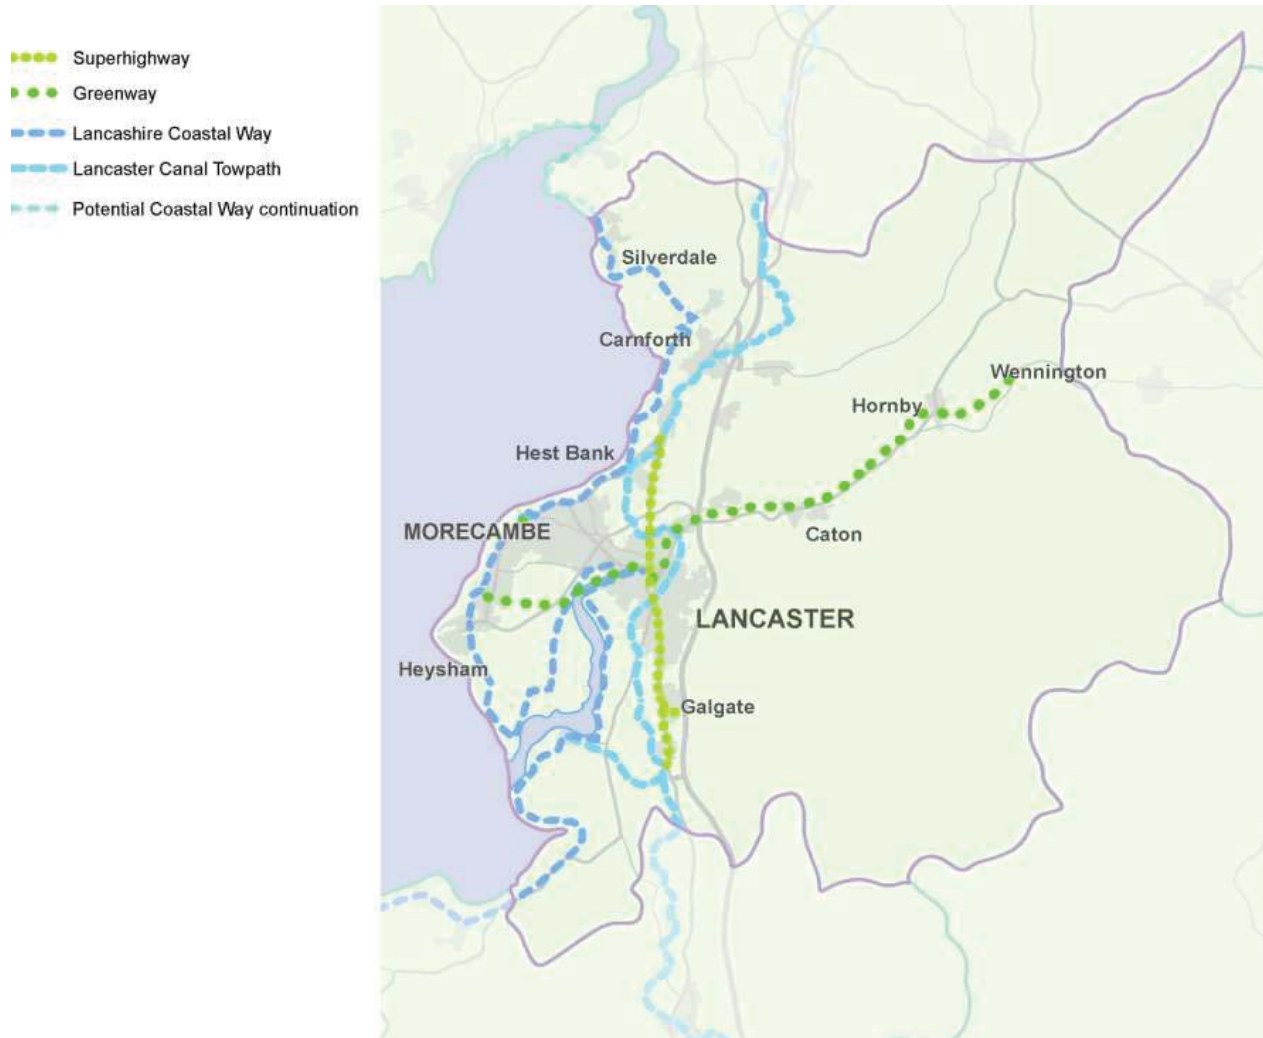 Superhighway
Greenway
Lancashire Coastal Way
Lancaster Canal Towpath
Potential Coastal Way continuation
Silverdale
Carnforth
Wennington
Hornby
Hest Bank
MORECAMBE
Caton
LANCASTER
Heysham
Galgate